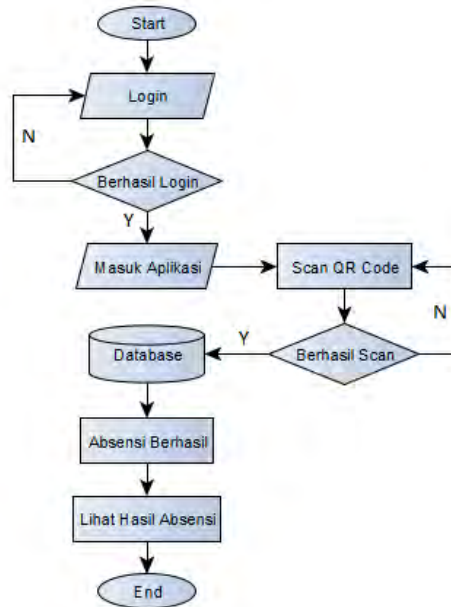 Start
Login
N
Berhasil Login
Y
Masuk Aplikasi
Scan QR Code
N
Y
Database
Berhasil Scan
Absensi Berhasil
Lihat Hasil Absensi
End